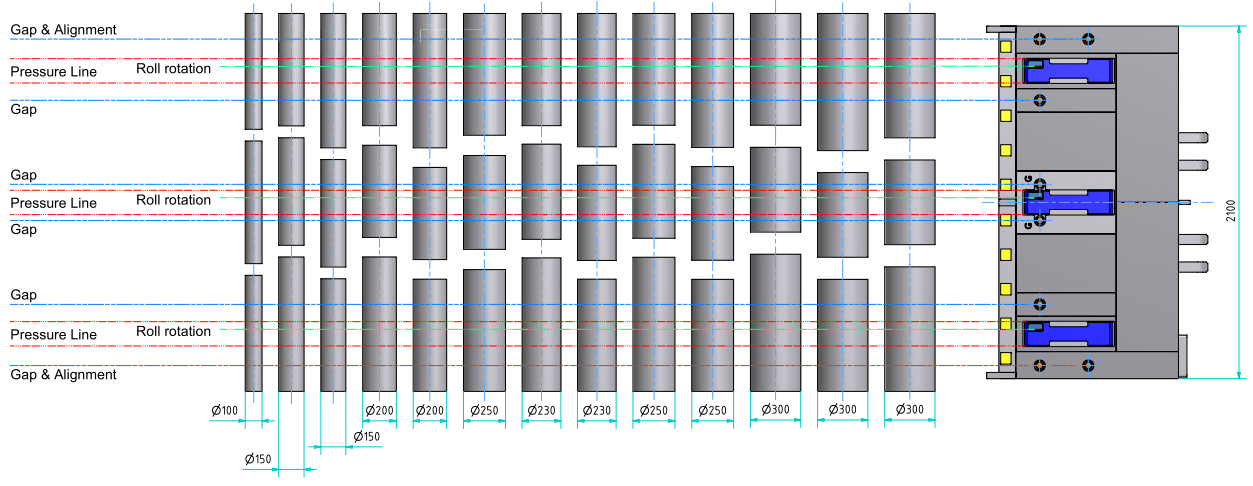 Gap & Alignment
Pressure Line Roll rotation
Gap
Gap
Pressure Line Roll rotation
Gap
Gap
Pressure Line Roll rotation
Gap & Alignment
G
G
2100
Ø100 Ø200 Ø200 Ø250 Ø230 Ø230 Ø250 Ø250 Ø300 Ø300 Ø300
Ø150
Ø150